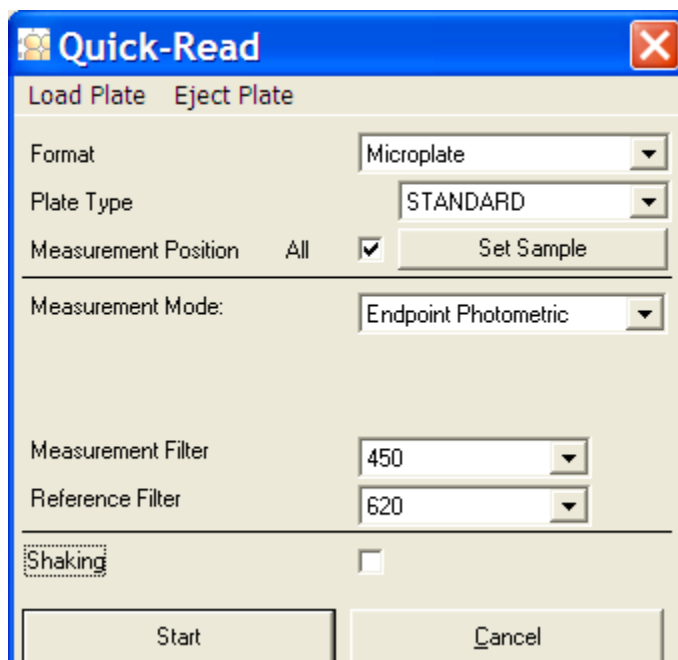 Quick-Read
Load Plate Eject Plate
Format Microplate
Plate Type STANDARD
Measurement Position All Set Sample
Measurement Mode: Endpoint Photometric
Measurement Filter 450
Reference Filter 620
Shaking
Start Cancel